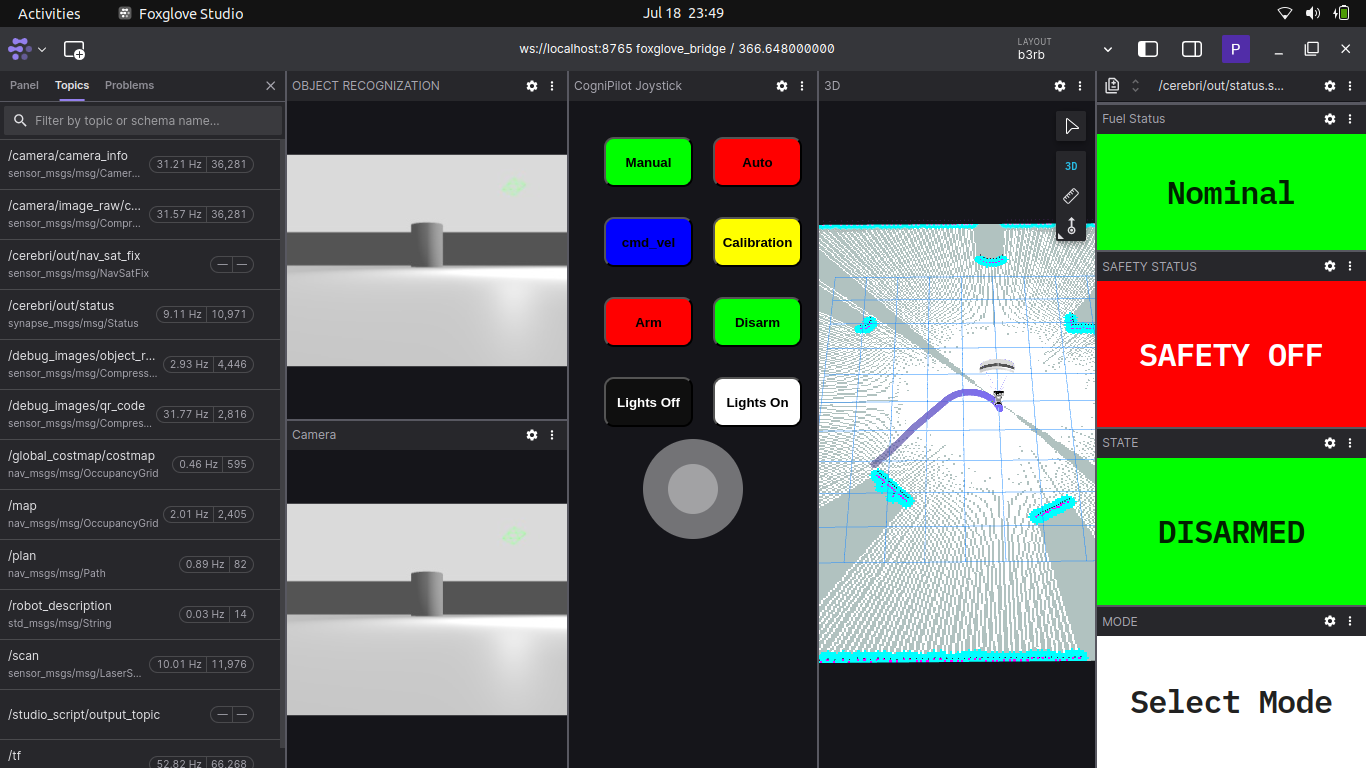 Activities
Foxglove Studio
Jul 18 23:49
ws://localhost:8765 foxglove_bridge / 366.648000000
LAYOUT
b3rb
P
Panel
Topics
Problems
Filter by topic or schema name…
/camera/camera_info
sensor_msgs/msg/Camer…
31.21 Hz 36,281
/camera/image_raw/c…
sensor_msgs/msg/Compr…
31.57 Hz 36,281
/cerebri/out/nav_sat_fix
sensor_msgs/msg/NavSatFix
— —
/cerebri/out/status
synapse_msgs/msg/Status
9.11 Hz 10,971
/debug_images/object_r…
sensor_msgs/msg/Compress…
2.93 Hz 4,446
/debug_images/qr_code
sensor_msgs/msg/Compres…
31.77 Hz 2,816
/global_costmap/costmap
nav_msgs/msg/OccupancyGrid
0.46 Hz 595
/map
nav_msgs/msg/OccupancyGrid
2.01 Hz 2,405
/plan
nav_msgs/msg/Path
0.89 Hz 82
/robot_description
std_msgs/msg/String
0.03 Hz 14
/scan
sensor_msgs/msg/LaserS…
10.01 Hz 11,976
/studio_script/output_topic
— —
/tf
52.82 Hz 66,268
OBJECT RECOGNIZATION
Camera
CogniPilot Joystick
Manual
Auto
cmd_vel
Calibration
Arm
Disarm
Lights Off
Lights On
3D
3D
/cerebri/out/status.s…
Fuel Status
Nominal
SAFETY STATUS
SAFETY OFF
STATE
DISARMED
MODE
Select Mode